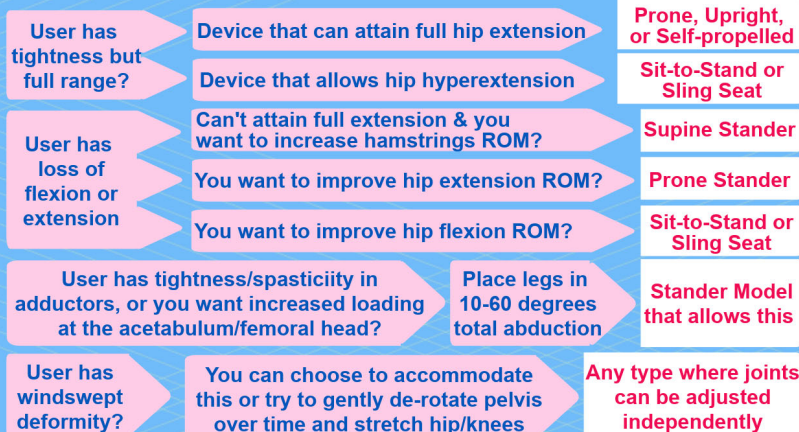 User has
tightness but
full range?
Device that can attain full hip extension
Prone, Upright,
or Self-propelled
Device that allows hip hyperextension
Sit-to-Stand or
Sling Seat
User has
loss of
flexion or
extension
Can't attain full extension & you
want to increase hamstrings ROM?
Supine Stander
You want to improve hip extension ROM?
Prone Stander
You want to improve hip flexion ROM?
Sit-to-Stand or
Sling Seat
User has tightness/spasticiity in
adductors, or you want increased loading
at the acetabulum/femoral head?
Place legs in
10-60 degrees
total abduction
Stander Model
that allows this
User has
windswept
deformity?
You can choose to accommodate
this or try to gently de-rotate pelvis
over time and stretch hip/knees
Any type where joints
can be adjusted
independently